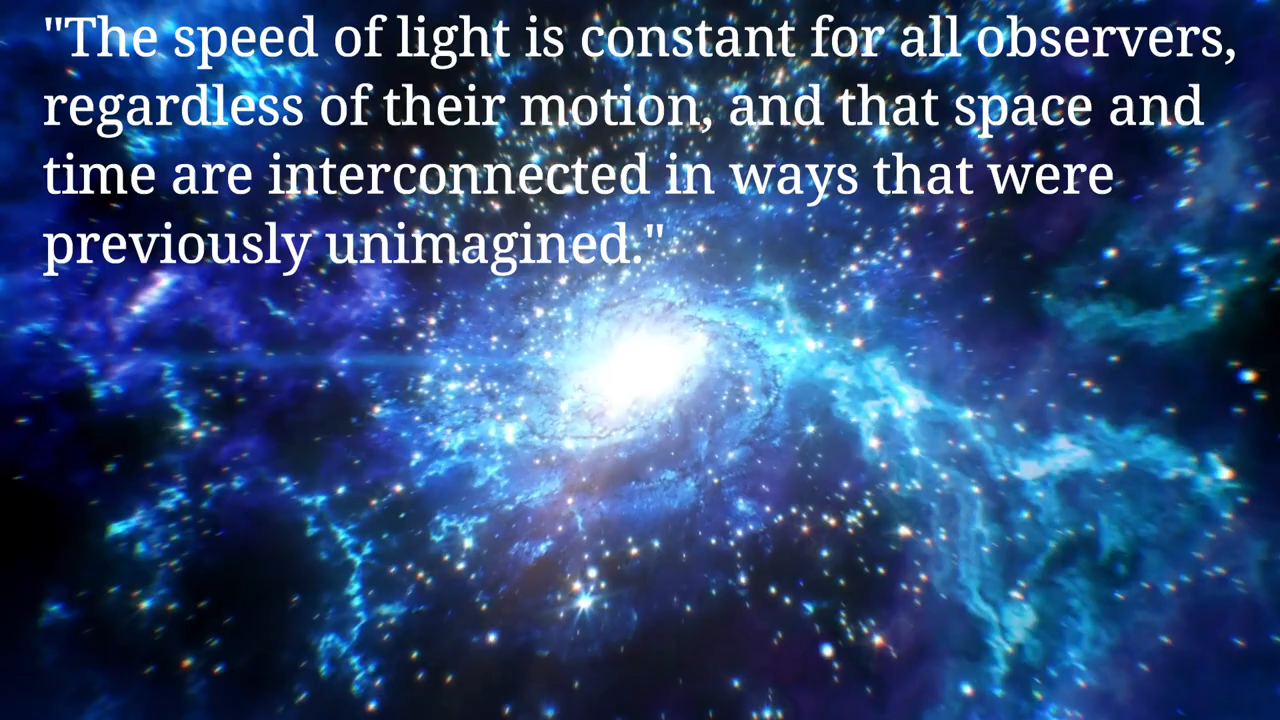 "The speed of light is constant for all observers,
regardless of their motion, and that space and
time are interconnected in ways that were
previously unimagined."